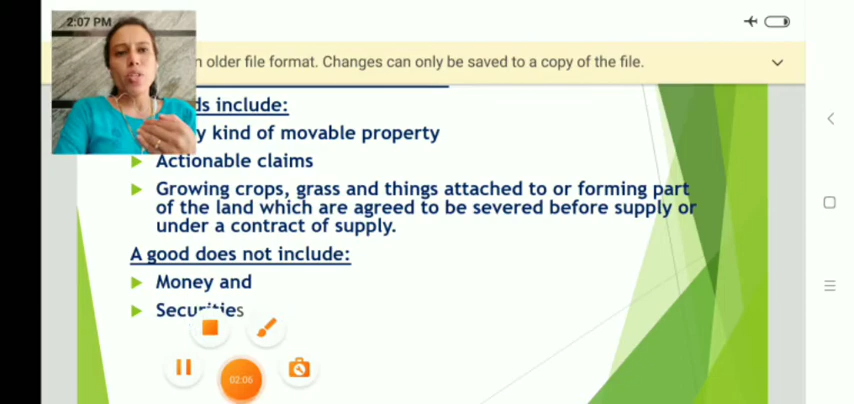 2:07 PM
n older file format. Changes can only be saved to a copy of the file.
ds include:
y kind of movable property
Actionable claims
Growing crops, grass and things attached to or forming part
of the land which are agreed to be severed before supply or
under a contract of supply.
A good does not include:
Money and
Securities
02:06